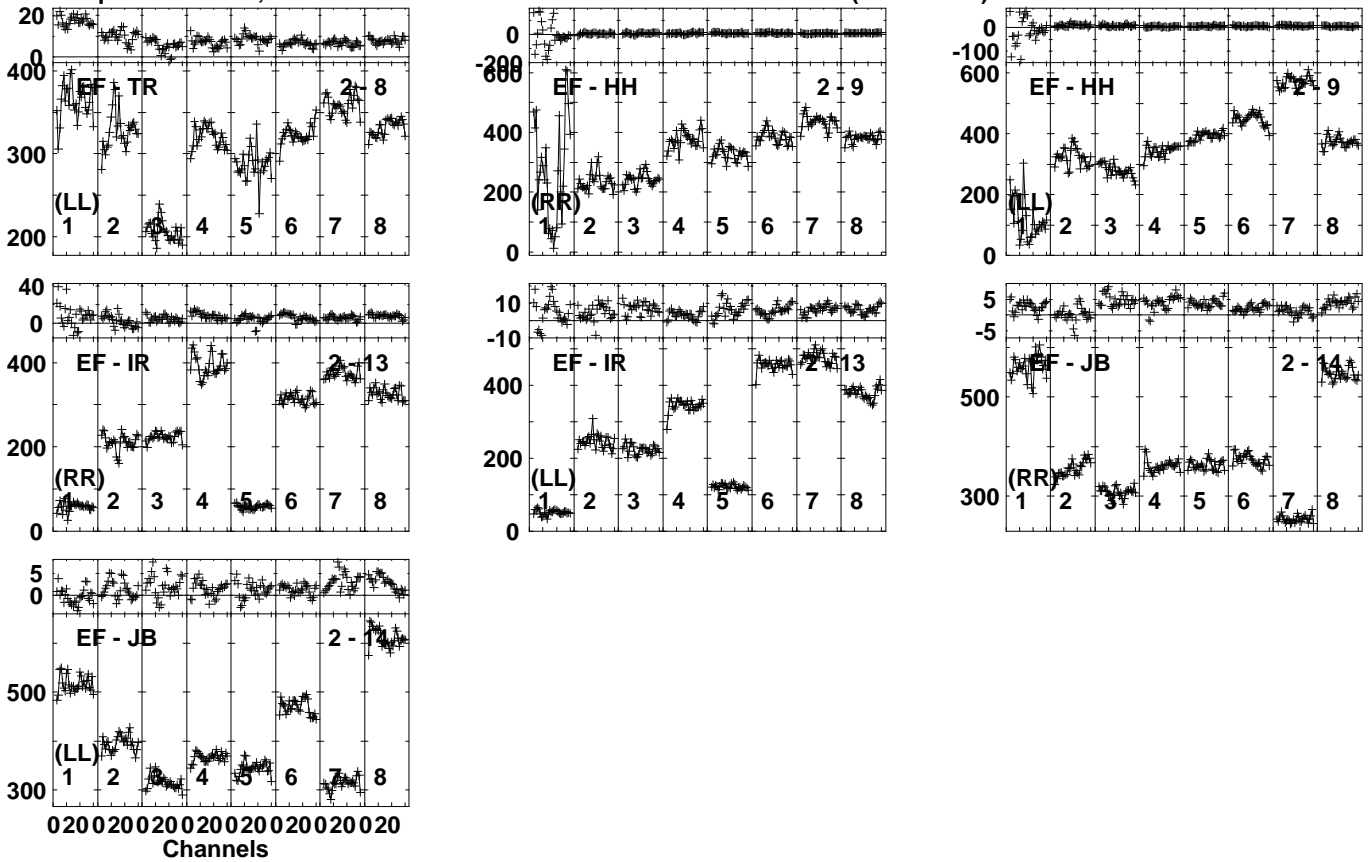 20
0
400
300
200
EF - TR 2 - 8
(LL)
1 2 3 4 5 6 7 8
0
-200
600
400
200
0
EF - HH 2 - 9
(RR)
1 2 3 4 5 6 7 8
0
-100
600
400
200
0
EF - HH 2 - 9
(LL)
1 2 3 4 5 6 7 8
40
0
400
200
0
EF - IR 2 - 13
(RR)
1 2 3 4 5 6 7 8
10
-10
400
200
0
EF - IR 2 - 13
(LL)
1 2 3 4 5 6 7 8
5
-5
500
300
EF - JB 2 - 14
(RR)
1 2 3 4 5 6 7 8
5
0
500
300
EF - JB 2 - 14
(LL)
1 2 3 4 5 6 7 8
0 20 0 20 0 20 0 20 0 20 0 20 0 20 0 20
Channels